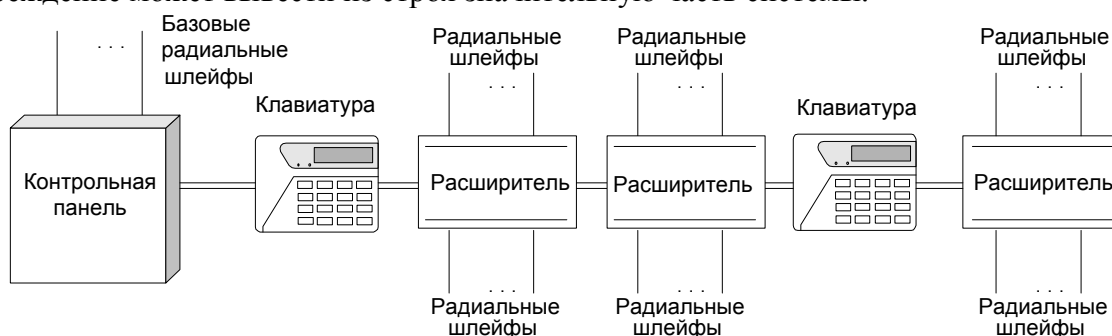 может вывести из строя значительную часть системы.
Базовые
радиальные
шлейфы
Радиальные
шлейфы
Радиальные
шлейфы
Радиальные
шлейфы
. . .
. . .
. . .
. . .
Клавиатура
Клавиатура
Контрольная
панель
Расширитель
Расширитель
Расширитель
. . .
. . .
. . .
Радиальные
шлейфы
Радиальные
шлейфы
Радиальные
шлейфы